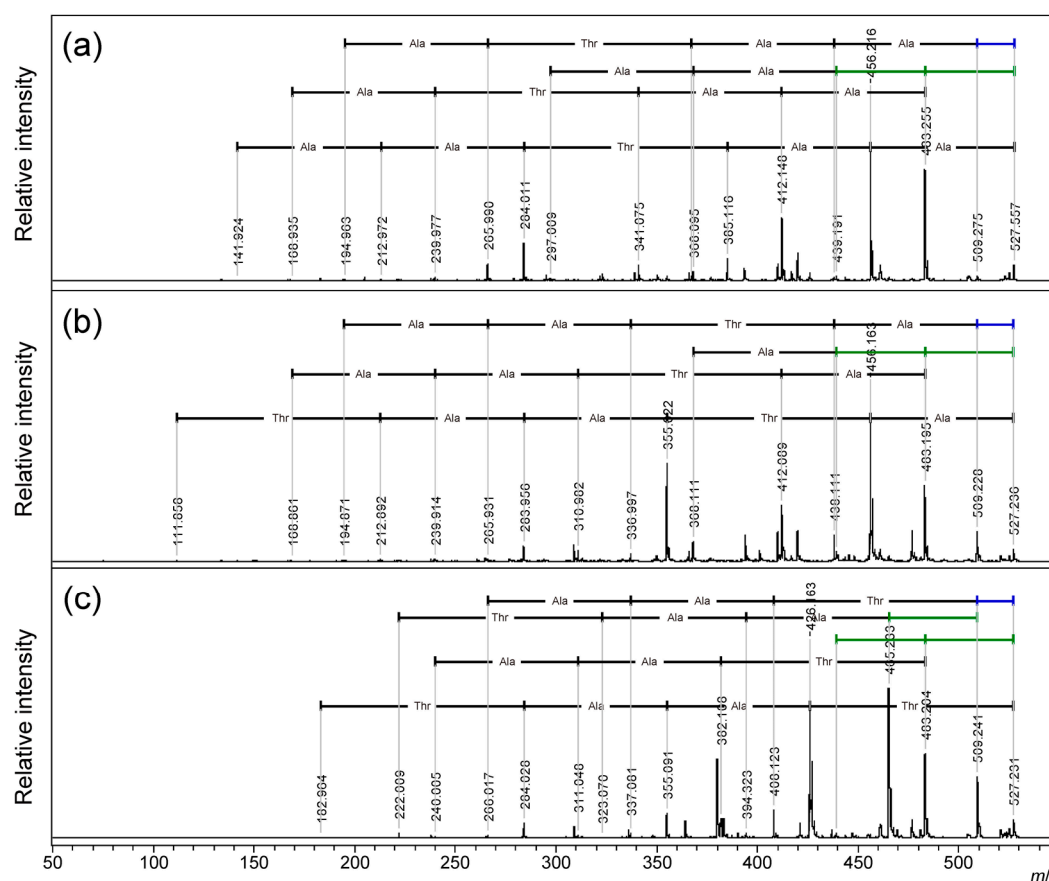 (a)
Relative intensity
Ala Thr Ala Ala
Ala Ala
Ala Thr Ala Ala
Ala Ala Thr Ala Ala
141.924 168.935 194.963 212.972 239.977 265.990 284.011 297.009 341.075 368.095 385.116 412.148 439.191 456.216 483.255 509.275 527.557
(b)
Relative intensity
Ala Ala Thr Ala
Ala
Ala Ala Thr Ala
Thr Ala Ala Thr Ala
111.858 168.861 194.871 212.892 239.914 265.931 283.956 310.982 336.997 355.022 368.111 412.089 438.111 456.163 483.195 509.228 527.236
(c)
Relative intensity
Ala Ala Thr
Thr Ala Ala
Ala Ala Thr
Thr Ala Ala Thr
182.964 222.009 240.005 266.017 284.028 311.048 323.070 337.081 355.091 382.108 394.323 408.123 426.163 465.233 483.204 509.241 527.231
50 100 150 200 250 300 350 400 450 500